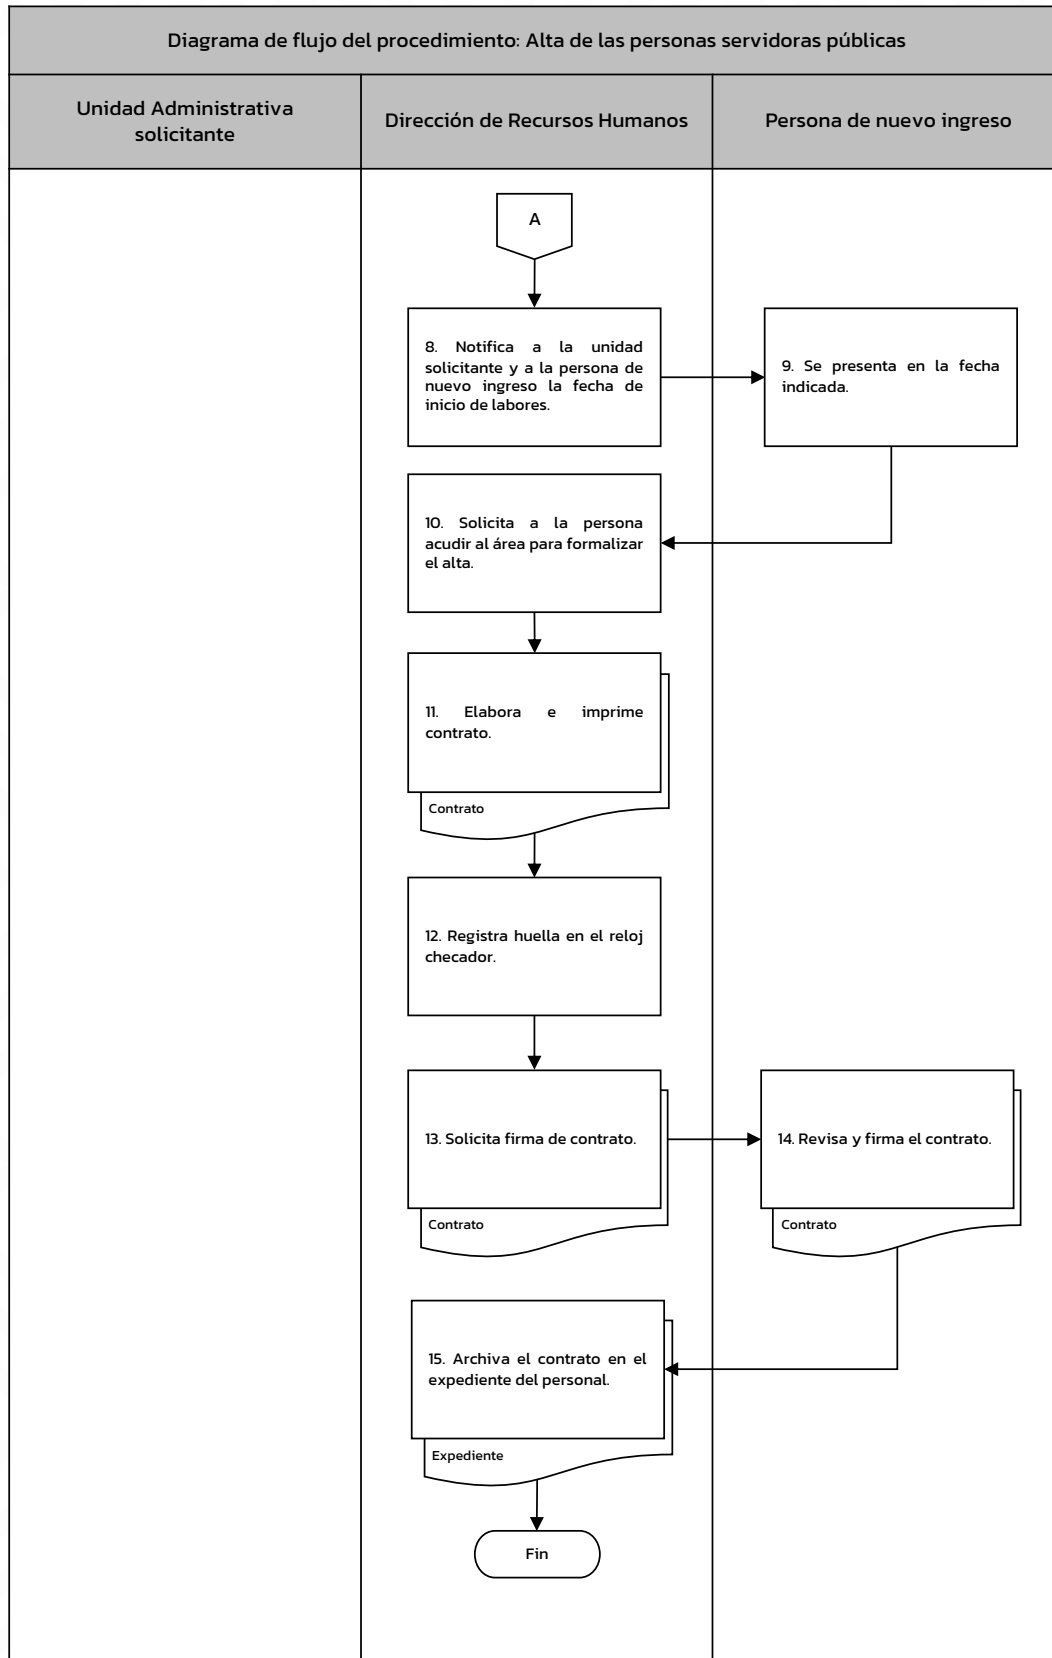 Diagrama de flujo del procedimiento: Alta de las personas servidoras públicas
Unidad Administrativa
solicitante
Dirección de Recursos Humanos
Persona de nuevo ingreso
A
8. Notifica a la unidad
solicitante y a la persona de
nuevo ingreso la fecha de
inicio de labores.
9. Se presenta en la fecha
indicada.
10. Solicita a la persona
acudir al área para formalizar
el alta.
11. Elabora e imprime
contrato.
Contrato
12. Registra huella en el reloj
checador.
13. Solicita firma de contrato.
Contrato
14. Revisa y firma el contrato.
Contrato
15. Archiva el contrato en el
expediente del personal.
Expediente
Fin